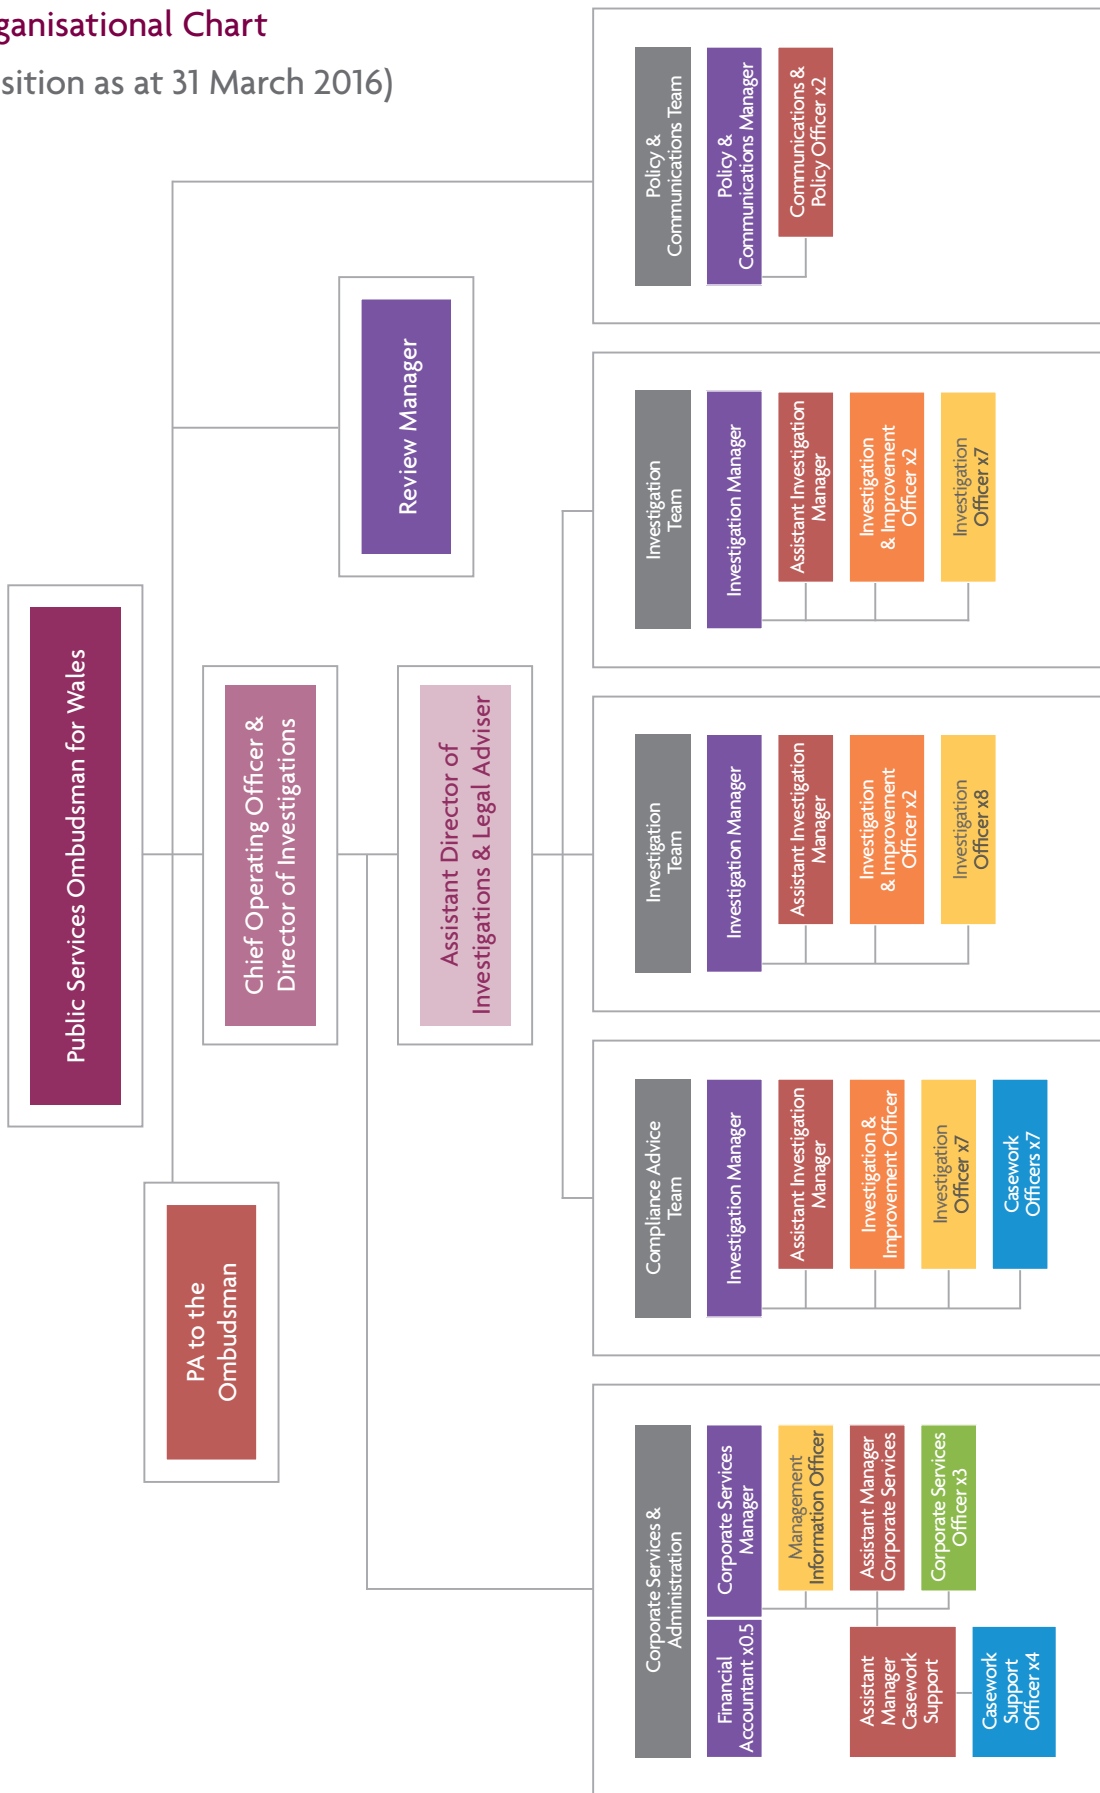 ganisational Chart
sition as at 31 March 2016)
Public Services Ombudsman for Wales
PA to the
Ombudsman
Chief Operating Officer &
Director of Investigations
Review Manager
Assistant Director of
Investigations & Legal Adviser
Corporate Services &
Administration
Financial
Accountant x0.5
Corporate Services
Manager
Management
Information Officer
Assistant Manager
Corporate Services
Corporate Services
Officer x3
Assistant
Manager
Casework
Support
Casework
Support
Officer x4
Compliance Advice
Team
Investigation Manager
Assistant Investigation
Manager
Investigation &
Improvement Officer
Investigation
Officer x7
Casework
Officers x7
Investigation
Team
Investigation Manager
Assistant Investigation
Manager
Investigation
& Improvement
Officer x2
Investigation
Officer x8
Investigation
Team
Investigation Manager
Assistant Investigation
Manager
Investigation
& Improvement
Officer x2
Investigation
Officer x7
Policy &
Communications Team
Policy &
Communications Manager
Communications &
Policy Officer x2